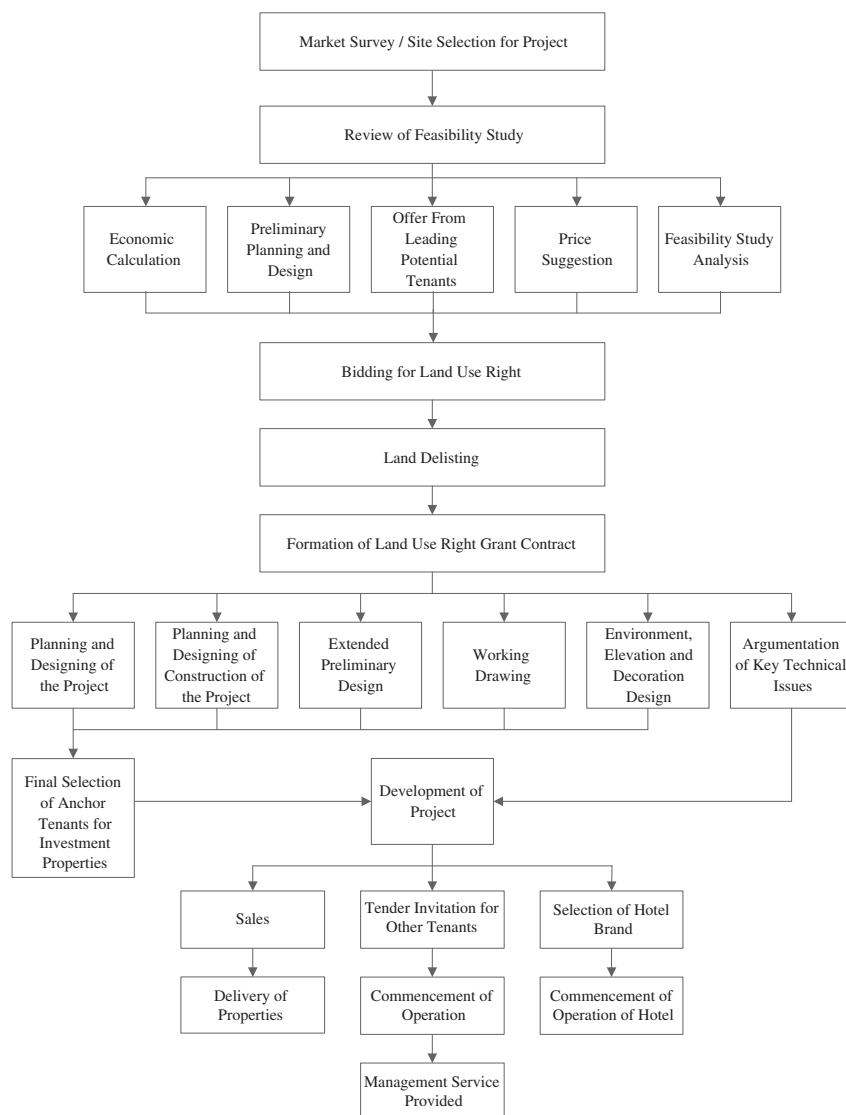 Market Survey / Site Selection for Project
Review of Feasibility Study
Economic
Calculation
Preliminary
Planning and
Design
Offer From
Leading
Potential
Tenants
Price
Suggestion
Feasibility Study
Analysis
Bidding for Land Use Right
Land Delisting
Formation of Land Use Right Grant Contract
Planning and
Designing of
the Project
Planning and
Designing of
Construction of
the Project
Extended
Preliminary
Design
Working
Drawing
Environment,
Elevation and
Decoration
Design
Argumentation
of Key Technical
Issues
Final Selection
of Anchor
Tenants for
Investment
Properties
Development of
Project
Sales
Tender Invitation for
Other Tenants
Selection of Hotel
Brand
Delivery of
Properties
Commencement of
Operation
Commencement of
Operation of Hotel
Management Service
Provided